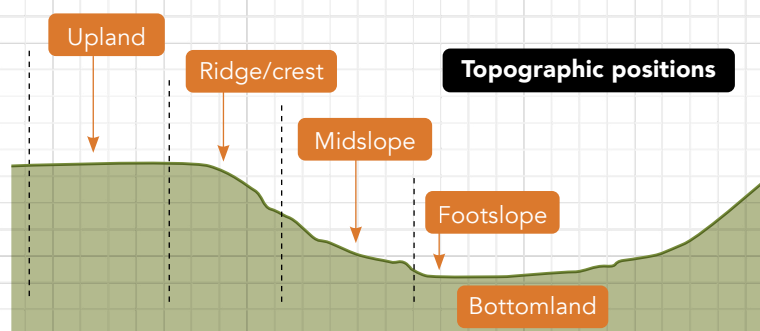 Upland
Ridge/crest
Topographic positions
Midslope
Footslope
Bottomland